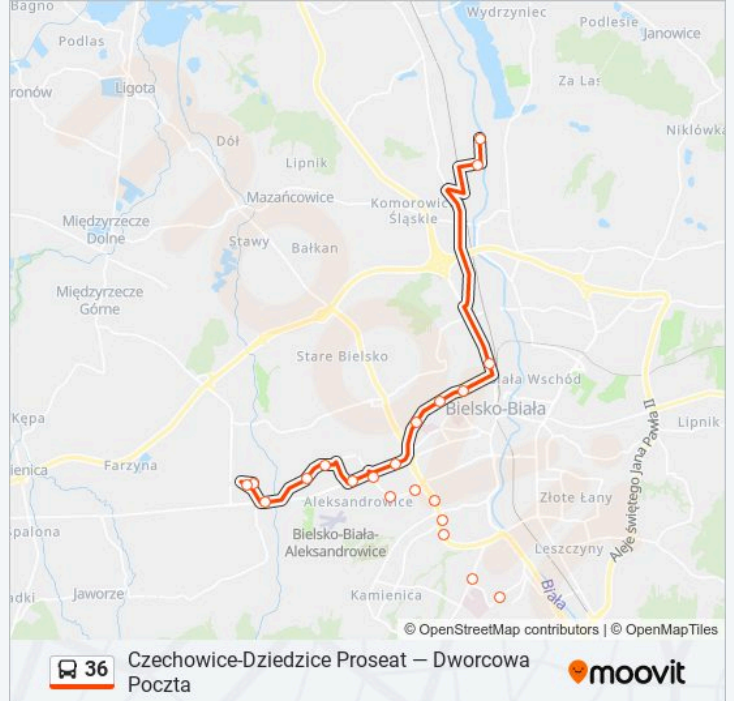 Bagno
Wydrzyniec
Podlas
Podlesie
Janowice
ronów
Ligota
Za Las
Niklówka
Dół
Lipnik
Mazańcowice
Komorowic
Śląskie
Międzyrzecze
Dolne
Stawy
Bałkan
Międzyrzecze
Górne
Stare Bielsko
iała Wschód
Bielsko-Biała
Kępa
Lipnik
ienica
Farzyna
Aleksandrowice
Złote Łany
Aleje świętego Jana Pawła II
palona
Bielsko-Biała-
Aleksandrowice
Leszczyny
Jaworze
adki
Kamienica
Biała
© OpenStreetMap contributors | © OpenMapTiles
36
Czechowice-Dziedzice Proseat — Dworcowa
Poczta
moovit